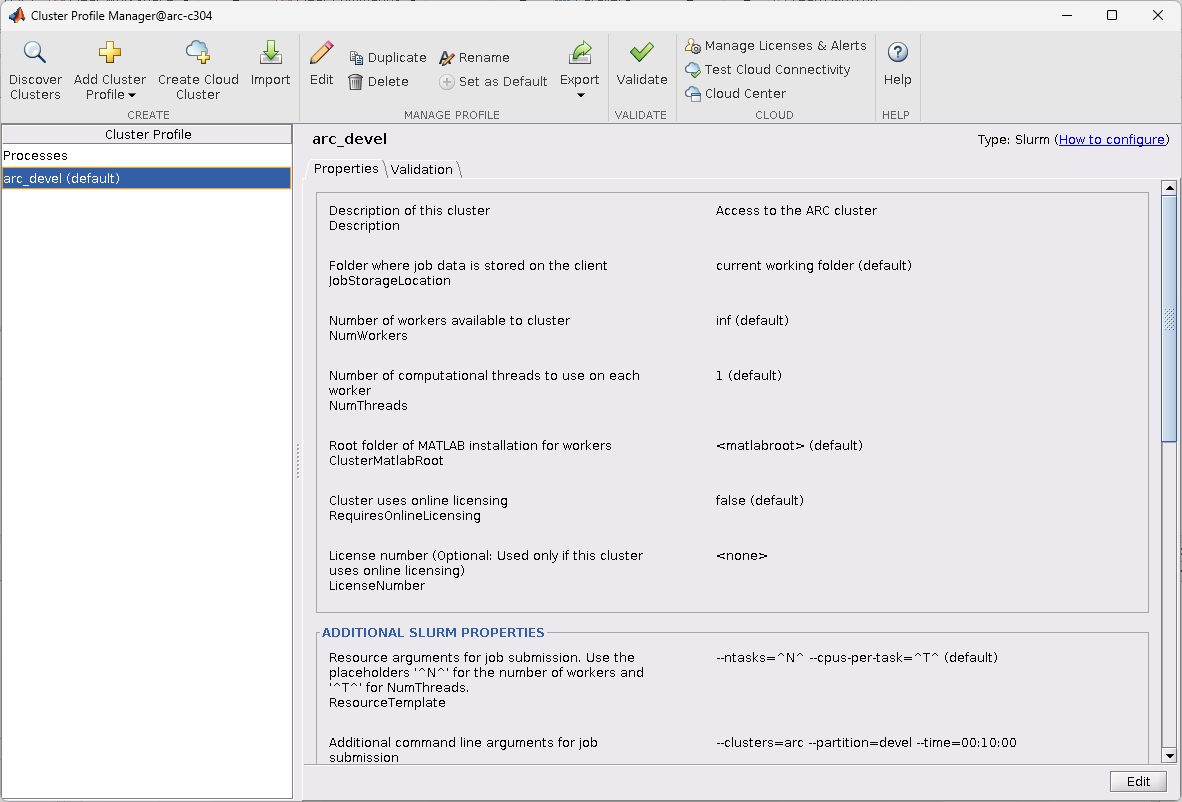 Cluster Profile Manager@arc-c304
Discover
Clusters
Add Cluster
Profile
Create Cloud
Cluster
Import
CREATE
Edit
Duplicate
Delete
Rename
Set as Default
Export
MANAGE PROFILE
Validate
VALIDATE
Manage Licenses & Alerts
Test Cloud Connectivity
Cloud Center
CLOUD
Help
HELP
Cluster Profile
Processes
arc_devel (default)
arc_devel
Type: Slurm (How to configure)
Properties
Validation
Description of this cluster
Description
Access to the ARC cluster
Folder where job data is stored on the client
JobStorageLocation
current working folder (default)
Number of workers available to cluster
NumWorkers
inf (default)
Number of computational threads to use on each
worker
NumThreads
1 (default)
Root folder of MATLAB installation for workers
ClusterMatlabRoot
<matlabroot> (default)
Cluster uses online licensing
RequiresOnlineLicensing
false (default)
License number (Optional: Used only if this cluster
uses online licensing)
LicenseNumber
<none>
ADDITIONAL SLURM PROPERTIES
Resource arguments for job submission. Use the
placeholders '^N^' for the number of workers and
'^T^' for NumThreads.
ResourceTemplate
--ntasks=^N^ --cpus-per-task=^T^ (default)
Additional command line arguments for job
submission
--clusters=arc --partition=devel --time=00:10:00
Edit